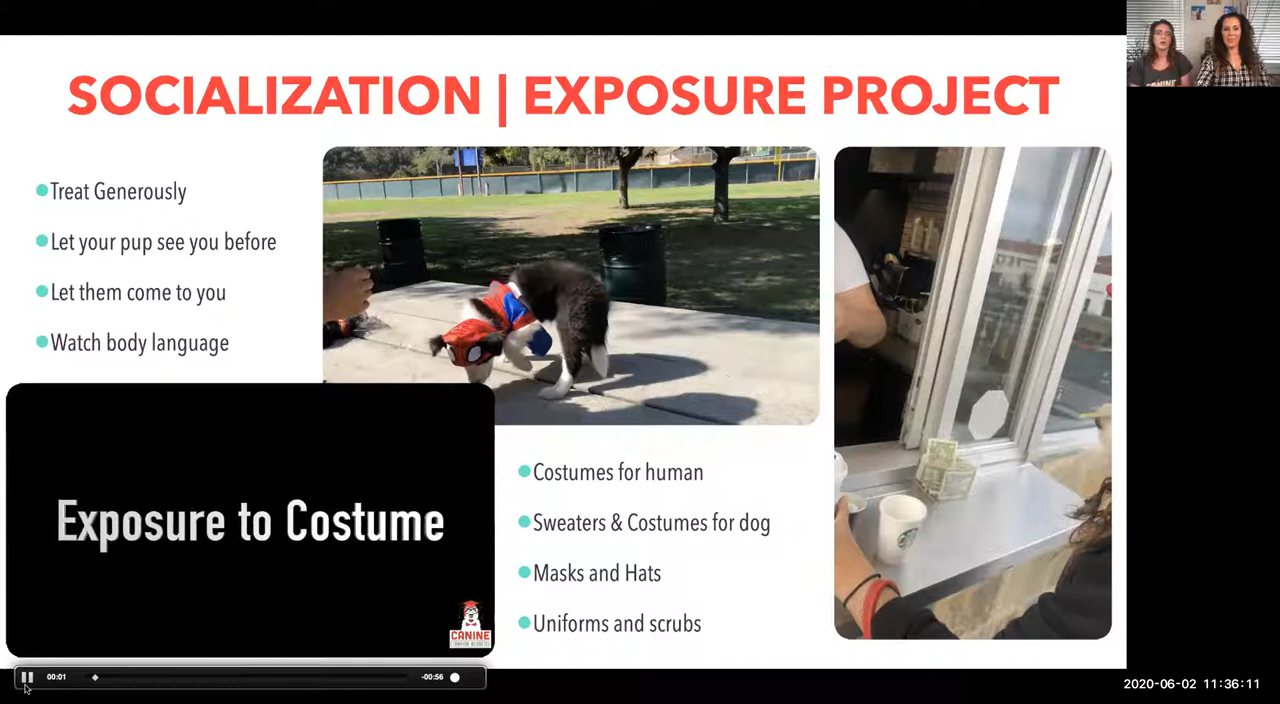 SOCIALIZATION | EXPOSURE PROJECT
Treat Generously
Let your pup see you before
Let them come to you
Watch body language
Exposure to Costume
CANINE
00:01
-00:56
Costumes for human
Sweaters & Costumes for dog
Masks and Hats
Uniforms and scrubs
CANINE
2020-06-02 11:36:11